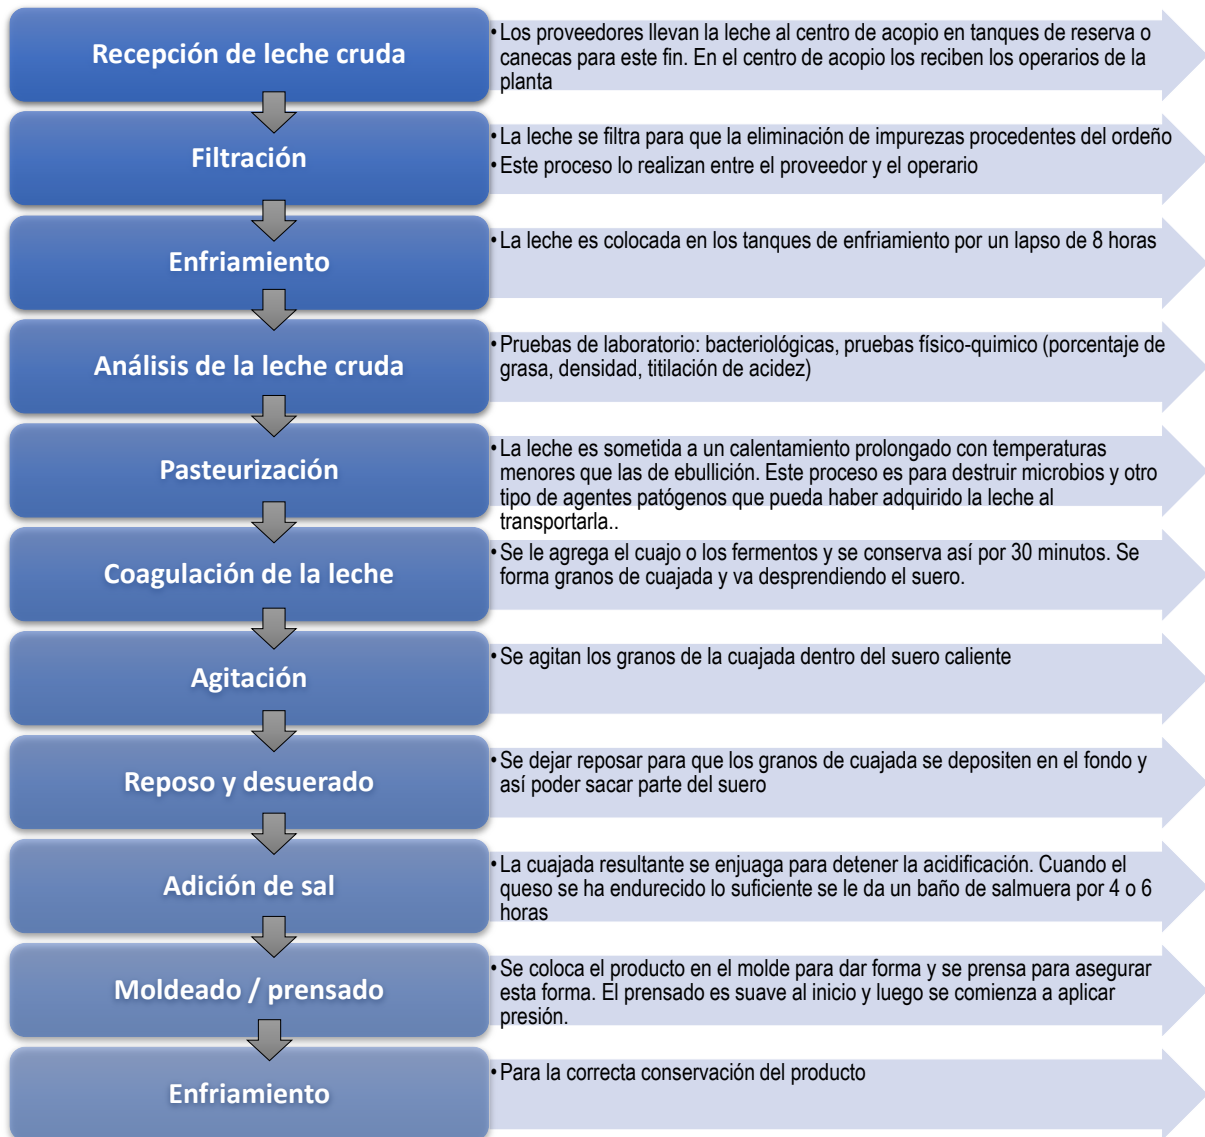 Recepción de leche cruda
• Los proveedores llevan la leche al centro de acopio en tanques de reserva o
canecas para este fin. En el centro de acopio los reciben los operarios de la
planta
Filtración
• La leche se filtra para que la eliminación de impurezas procedentes del ordeño
• Este proceso lo realizan entre el proveedor y el operario
Enfriamiento
• La leche es colocada en los tanques de enfriamiento por un lapso de 8 horas
Análisis de la leche cruda
• Pruebas de laboratorio: bacteriológicas, pruebas físico-quimico (porcentaje de
grasa, densidad, titilación de acidez)
Pasteurización
• La leche es sometida a un calentamiento prolongado con temperaturas
menores que las de ebullición. Este proceso es para destruir microbios y otro
tipo de agentes patógenos que pueda haber adquirido la leche al
transportarla..
Coagulación de la leche
• Se le agrega el cuajo o los fermentos y se conserva así por 30 minutos. Se
forma granos de cuajada y va desprendiendo el suero.
Agitación
• Se agitan los granos de la cuajada dentro del suero caliente
Reposo y desuerado
• Se dejar reposar para que los granos de cuajada se depositen en el fondo y
así poder sacar parte del suero
Adición de sal
• La cuajada resultante se enjuaga para detener la acidificación. Cuando el
queso se ha endurecido lo suficiente se le da un baño de salmuera por 4 o 6
horas
Moldeado / prensado
• Se coloca el producto en el molde para dar forma y se prensa para asegurar
esta forma. El prensado es suave al inicio y luego se comienza a aplicar
presión.
Enfriamiento
• Para la correcta conservación del producto